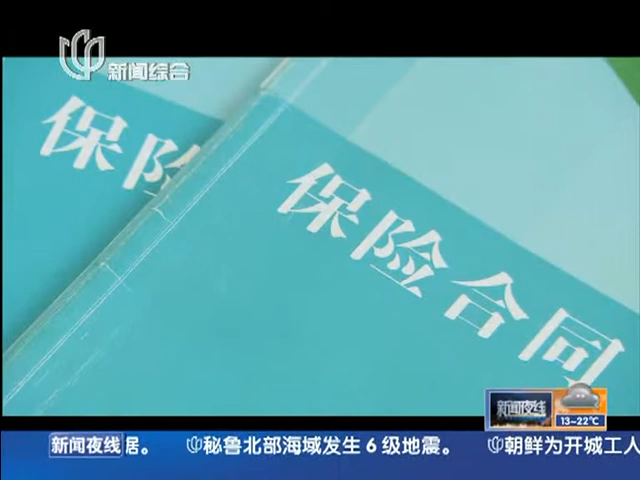 新闻综合
保险
保险合同
新闻夜线
13~22℃
新闻夜线 居。 秘鲁北部海域发生6级地震。 朝鲜为开城工人